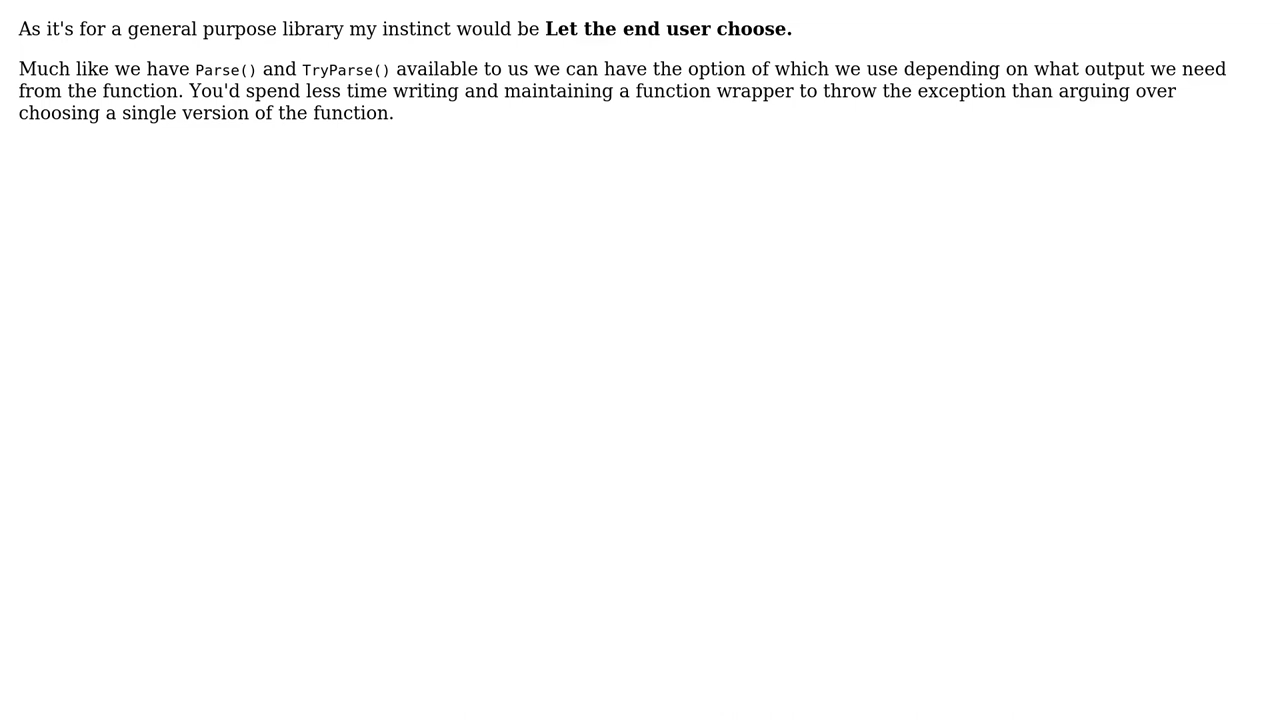 As it's for a general purpose library my instinct would be Let the end user choose.
Much like we have Parse() and TryParse() available to us we can have the option of which we use depending on what output we need
from the function. You'd spend less time writing and maintaining a function wrapper to throw the exception than arguing over
choosing a single version of the function.